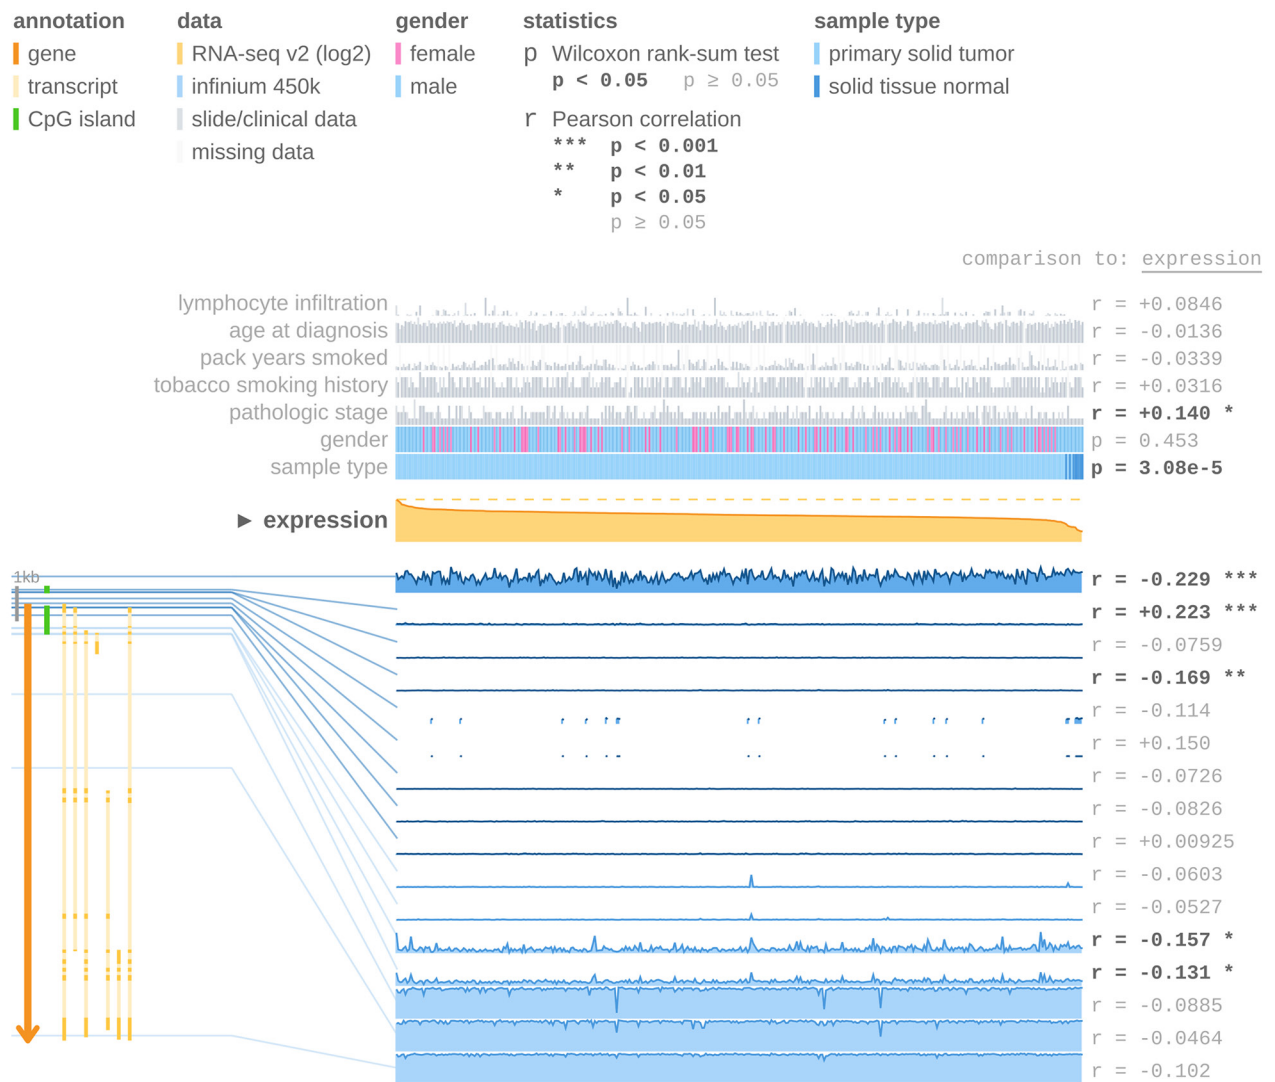 annotation
gene
transcript
CpG island
data
RNA-seq v2 (log2)
infinium 450k
slide/clinical data
missing data
gender
female
male
statistics
p Wilcoxon rank-sum test
p < 0.05 p ≥ 0.05
r Pearson correlation
*** p < 0.001
** p < 0.01
* p < 0.05
p ≥ 0.05
sample type
primary solid tumor
solid tissue normal
comparison to: expression
lymphocyte infiltration r = +0.0846
age at diagnosis r = -0.0136
pack years smoked r = -0.0339
tobacco smoking history r = +0.0316
pathologic stage r = +0.140 *
gender p = 0.453
sample type p = 3.08e-5
► expression
1kb
r = -0.229 ***
r = +0.223 ***
r = -0.0759
r = -0.169 **
r = -0.114
r = +0.150
r = -0.0726
r = -0.0826
r = +0.00925
r = -0.0603
r = -0.0527
r = -0.157 *
r = -0.131 *
r = -0.0885
r = -0.0464
r = -0.102